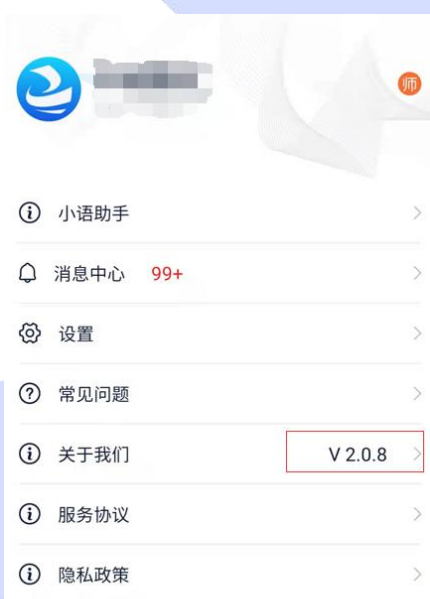 师
小语助手
消息中心 99+
设置
常见问题
关于我们 V 2.0.8
服务协议
隐私政策